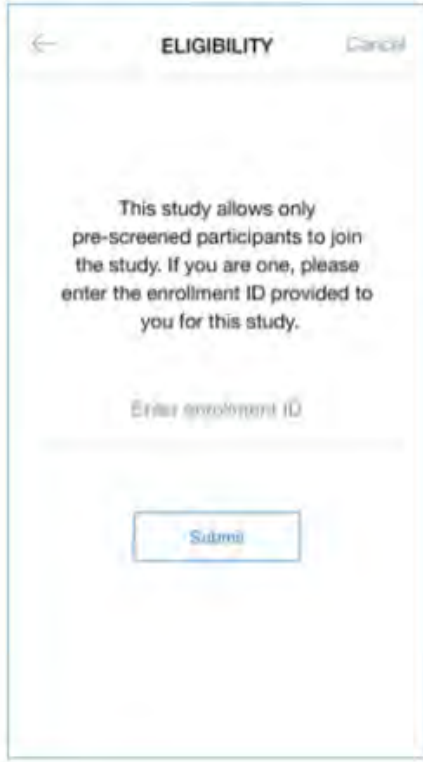 ELIGIBILITY Cancel
This study allows only
pre-screened participants to join
the study. If you are one, please
enter the enrollment ID provided to
you for this study.
Enter enrollment ID
Submit